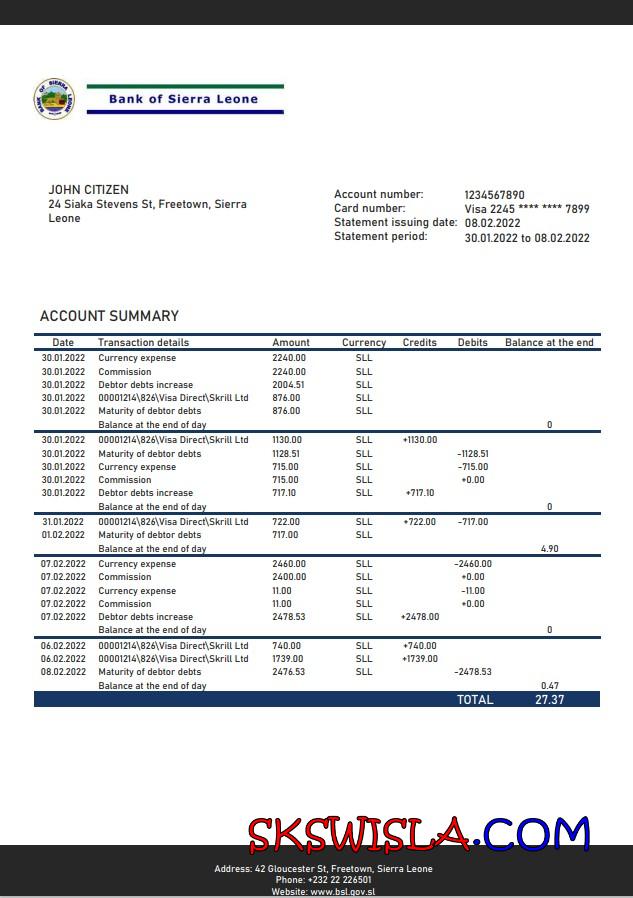 BANK OF SIERRA LEONE
Bank of Sierra Leone
JOHN CITIZEN
24 Siaka Stevens St, Freetown, Sierra
Leone
Account number: 1234567890
Card number: Visa 2245 **** **** 7899
Statement issuing date: 08.02.2022
Statement period: 30.01.2022 to 08.02.2022
ACCOUNT SUMMARY
Date Transaction details Amount Currency Credits Debits Balance at the end
30.01.2022 Currency expense 2240.00 SLL
30.01.2022 Commission 2240.00 SLL
30.01.2022 Debtor debts increase 2004.51 SLL
30.01.2022 00001214\826\Visa Direct\Skrill Ltd 876.00 SLL
30.01.2022 Maturity of debtor debts 876.00 SLL
Balance at the end of day 0
30.01.2022 00001214\826\Visa Direct\Skrill Ltd 1130.00 SLL +1130.00
30.01.2022 Maturity of debtor debts 1128.51 SLL -1128.51
30.01.2022 Currency expense 715.00 SLL -715.00
30.01.2022 Commission 715.00 SLL +0.00
30.01.2022 Debtor debts increase 717.10 SLL +717.10
Balance at the end of day 0
31.01.2022 00001214\826\Visa Direct\Skrill Ltd 722.00 SLL +722.00 -717.00
01.02.2022 Maturity of debtor debts 717.00 SLL
Balance at the end of day 4.90
07.02.2022 Currency expense 2460.00 SLL -2460.00
07.02.2022 Commission 2400.00 SLL +0.00
07.02.2022 Currency expense 11.00 SLL -11.00
07.02.2022 Commission 11.00 SLL +0.00
07.02.2022 Debtor debts increase 2478.53 SLL +2478.00
Balance at the end of day 0
06.02.2022 00001214\826\Visa Direct\Skrill Ltd 740.00 SLL +740.00
06.02.2022 00001214\826\Visa Direct\Skrill Ltd 1739.00 SLL +1739.00
08.02.2022 Maturity of debtor debts 2476.53 SLL -2478.53
Balance at the end of day 0.47
TOTAL 27.37
SKSWISLA.COM
Address: 42 Gloucester St, Freetown, Sierra Leone
Phone: +232 22 226501
Website: www.bsl.gov.sl